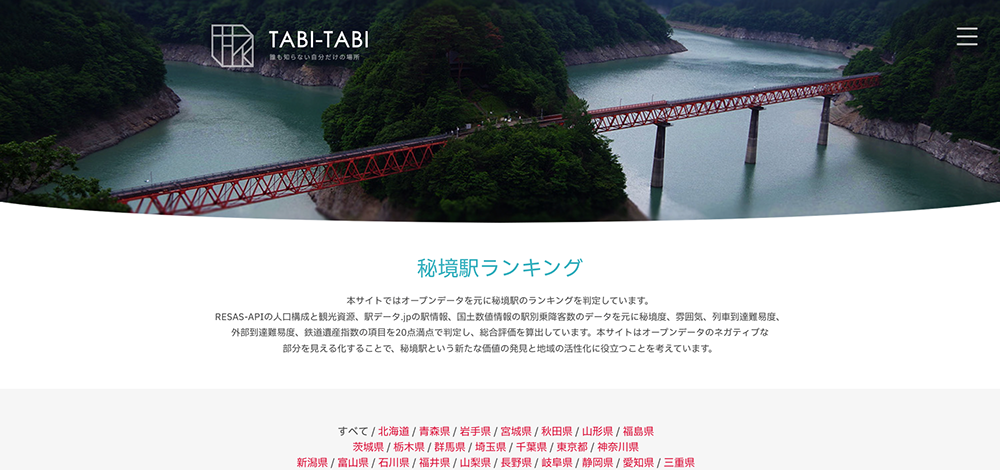 TABI-TABI
誰も知らない自分だけの場所
秘境駅ランキング
本サイトではオープンデータを元に秘境駅のランキングを判定しています。
RESAS-APIの人口構成と観光資源、駅データ.jpの駅情報、国土数値情報の駅別乗降客数のデータを元に秘境度、雰囲気、列車到達難易度、
外部到達難易度、鉄道遺産指数の項目を20点満点で判定し、総合評価を算出しています。本サイトはオープンデータのネガティブな
部分を見える化することで、秘境駅という新たな価値の発見と地域の活性化に役立つことを考えています。
すべて / 北海道 / 青森県 / 岩手県 / 宮城県 / 秋田県 / 山形県 / 福島県
茨城県 / 栃木県 / 群馬県 / 埼玉県 / 千葉県 / 東京都 / 神奈川県
新潟県 / 富山県 / 石川県 / 福井県 / 山梨県 / 長野県 / 岐阜県 / 静岡県 / 愛知県 / 三重県